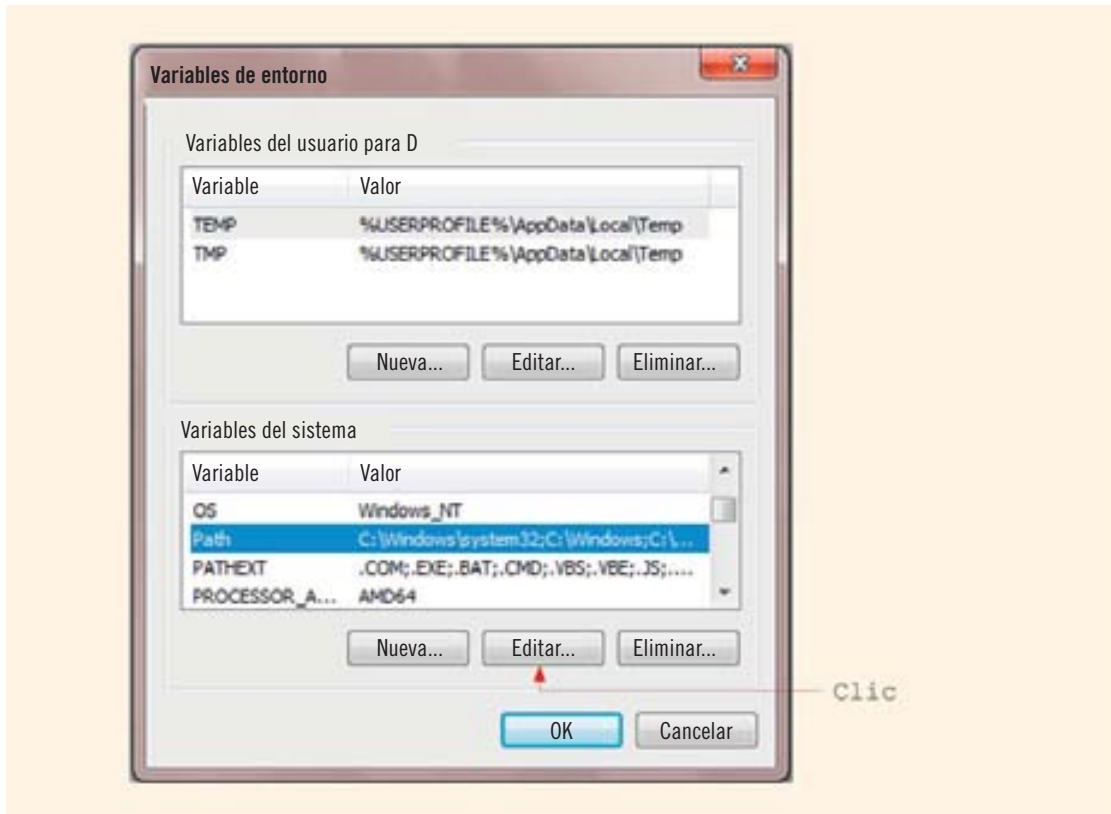 Variables de entorno
Variables del usuario para D
Variable Valor
TEMP %USERPROFILE%\AppData\Local\Temp
TMP %USERPROFILE%\AppData\Local\Temp
Nueva... Editar... Eliminar...
Variables del sistema
Variable Valor
OS Windows_NT
Path C:\Windows\system32;C:\Windows;C:\...
PATHEXT .COM;.EXE;.BAT;.CMD;.VBS;.VBE;.JS;....
PROCESSOR_A... AMD64
Nueva... Editar... Eliminar...
Clic
OK Cancelar